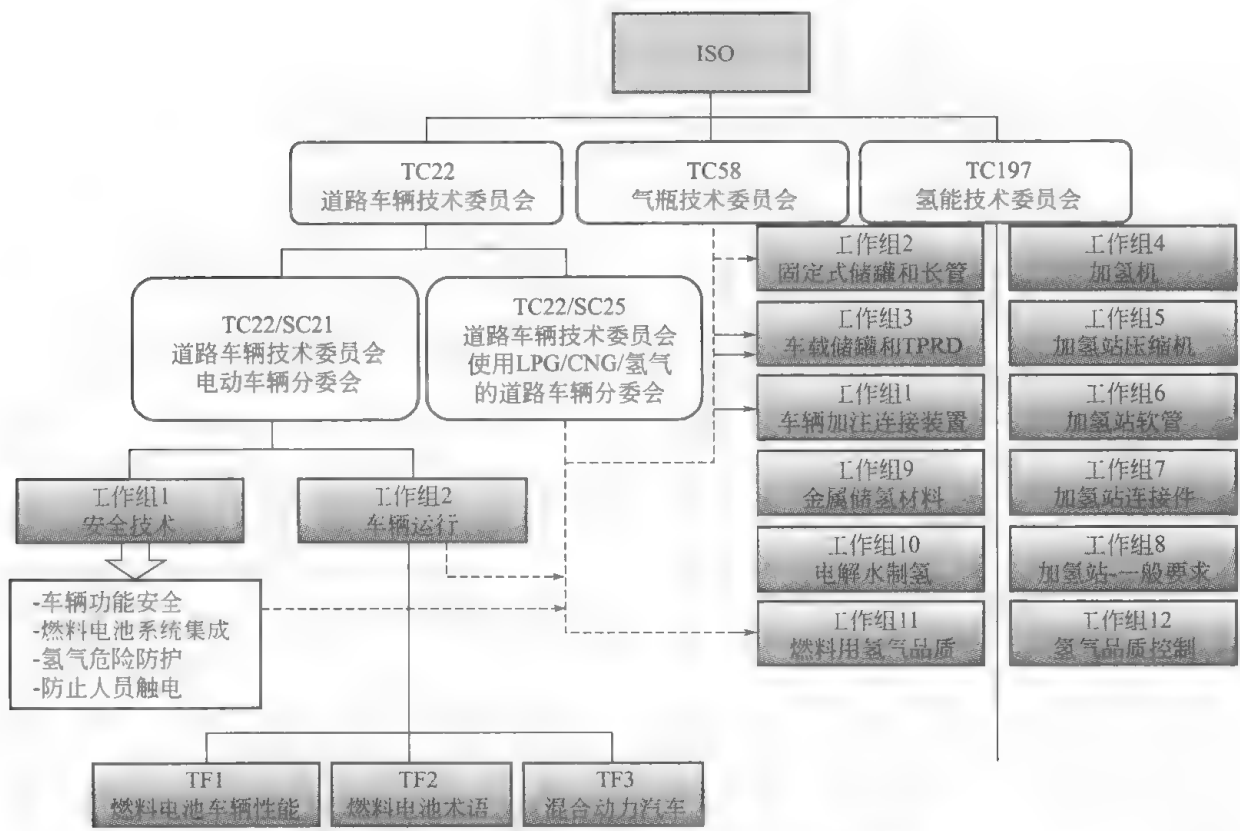 ISO
TC22
道路车辆技术委员会
TC58
气瓶技术委员会
TC197
氢能技术委员会
TC22/SC21
道路车辆技术委员会
电动车辆分委会
TC22/SC25
道路车辆技术委员会
使用LPG/CNG/氢气
的道路车辆分委会
工作组2
固定式储罐和长管
工作组4
加氢机
工作组3
车载储罐和TPRD
工作组5
加氢站压缩机
工作组1
车辆加注连接装置
工作组6
加氢站软管
工作组9
金属储氢材料
工作组7
加氢站连接件
工作组10
电解水制氢
工作组8
加氢站-一般要求
工作组11
燃料用氢气品质
工作组12
氢气品质控制
工作组1
安全技术
工作组2
车辆运行
-车辆功能安全
-燃料电池系统集成
-氢气危险防护
-防止人员触电
TF1
燃料电池车辆性能
TF2
燃料电池术语
TF3
混合动力汽车